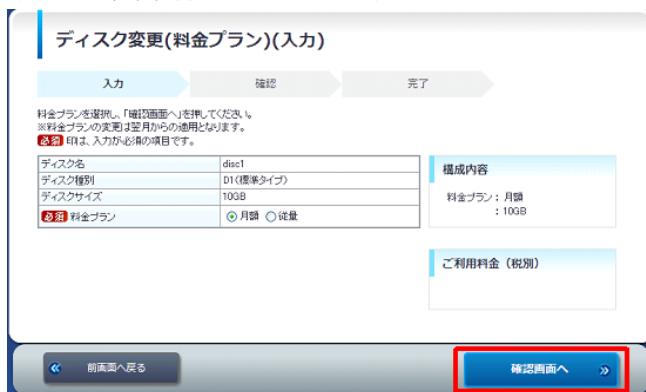 ディスク変更(料金プラン)(入力)
入力 確認 完了
料金プランを選択し、「確認画面へ」を押してください。
※料金プランの変更は翌月からの適用となります。
必須 印は、入力が必須の項目です。
ディスク名 disc1
ディスク種別 D1(標準タイプ)
ディスクサイズ 10GB
必須 料金プラン 月額 従量
構成内容
料金プラン : 月額
: 10GB
ご利用料金（税別）
前画面へ戻る
確認画面へ